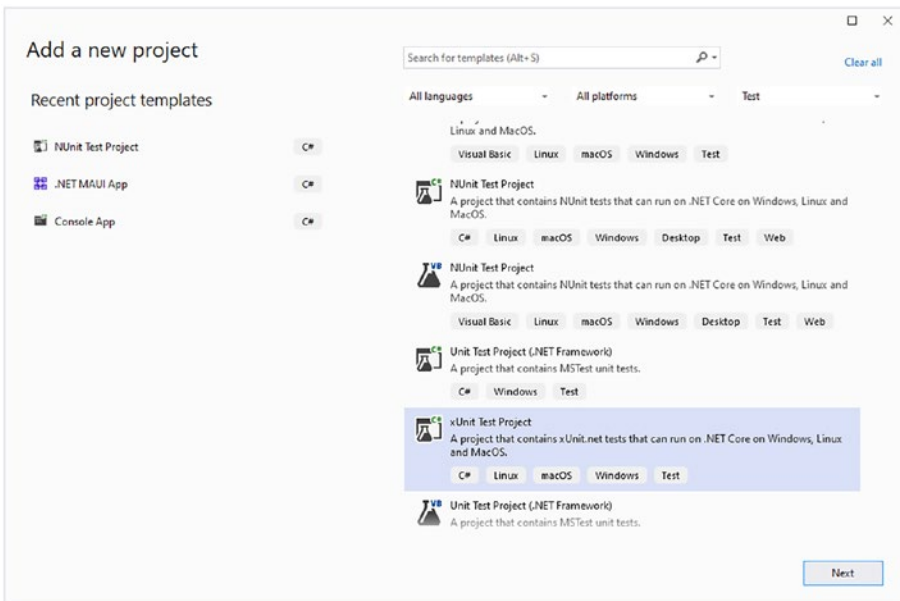 Add a new project
Search for templates (Alt+S)
Clear all
Recent project templates
All languages
All platforms
Test
NUnit Test Project
C#
.NET MAUI App
C#
Console App
C#
Linux and MacOS.
Visual Basic Linux macOS Windows Test
NUnit Test Project
A project that contains NUnit tests that can run on .NET Core on Windows, Linux and
MacOS.
C# Linux macOS Windows Desktop Test Web
NUnit Test Project
A project that contains NUnit tests that can run on .NET Core on Windows, Linux and
MacOS.
Visual Basic Linux macOS Windows Desktop Test Web
Unit Test Project (.NET Framework)
A project that contains MSTest unit tests.
C# Windows Test
xUnit Test Project
A project that contains xUnit.net tests that can run on .NET Core on Windows, Linux
and MacOS.
C# Linux macOS Windows Test
Unit Test Project (.NET Framework)
A project that contains MSTest unit tests.
Next